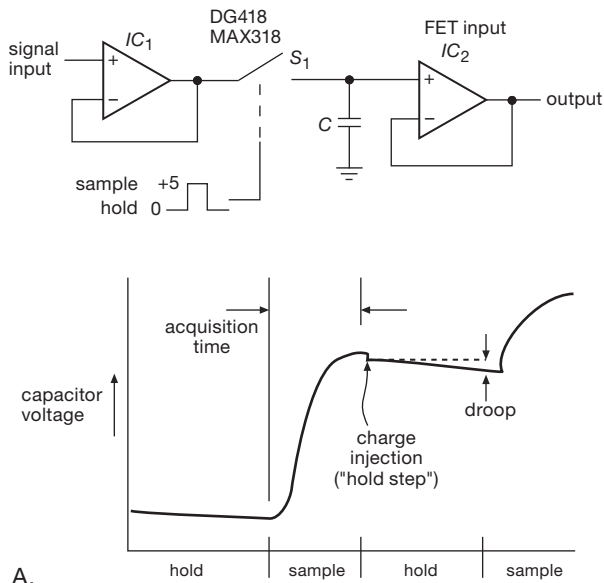 DG418
MAX318
signal
input
IC1
S1
FET input
IC2
+
−
+
−
C
output
sample +5
hold 0
acquisition
time
capacitor
voltage
charge
injection
("hold step")
droop
hold sample hold sample
A.